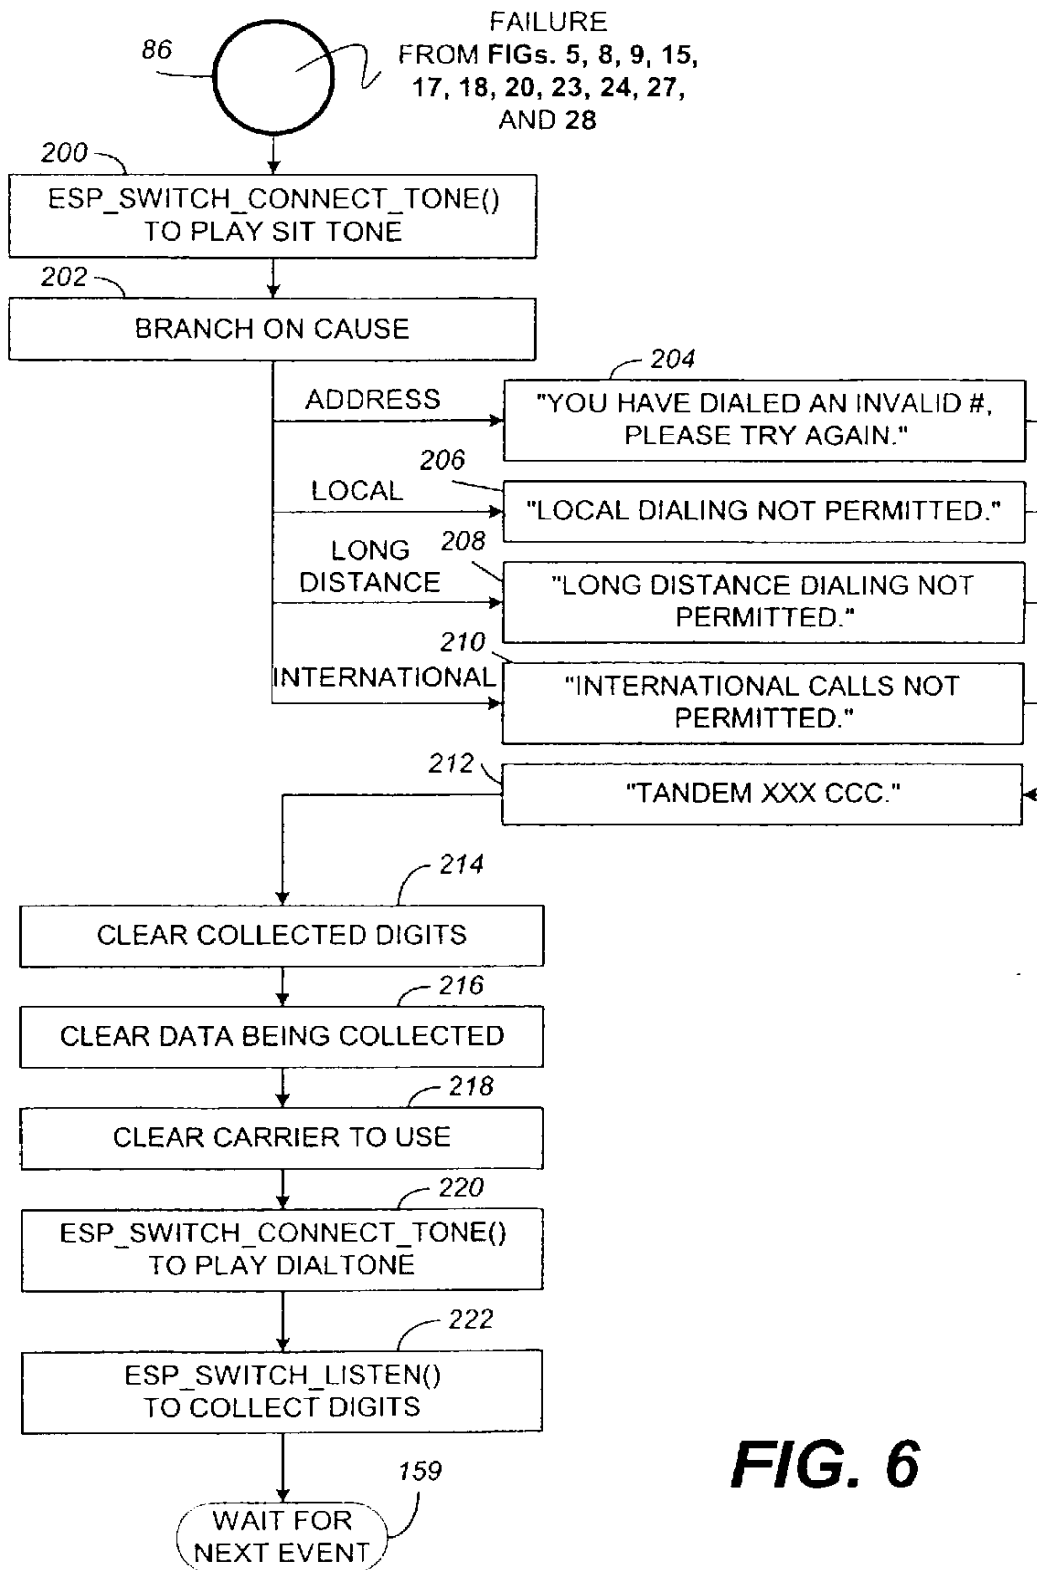 FAILURE
86
FROM FIGs. 5, 8, 9, 15,
17, 18, 20, 23, 24, 27,
AND 28
200
ESP_SWITCH_CONNECT_TONE()
TO PLAY SIT TONE
202
BRANCH ON CAUSE
204
ADDRESS
"YOU HAVE DIALED AN INVALID #,
PLEASE TRY AGAIN."
206
LOCAL
"LOCAL DIALING NOT PERMITTED."
208
LONG
DISTANCE
"LONG DISTANCE DIALING NOT
PERMITTED."
210
INTERNATIONAL
"INTERNATIONAL CALLS NOT
PERMITTED."
212
"TANDEM XXX CCC."
214
CLEAR COLLECTED DIGITS
216
CLEAR DATA BEING COLLECTED
218
CLEAR CARRIER TO USE
220
ESP_SWITCH_CONNECT_TONE()
TO PLAY DIALTONE
222
ESP_SWITCH_LISTEN()
TO COLLECT DIGITS
159
WAIT FOR
NEXT EVENT
FIG. 6